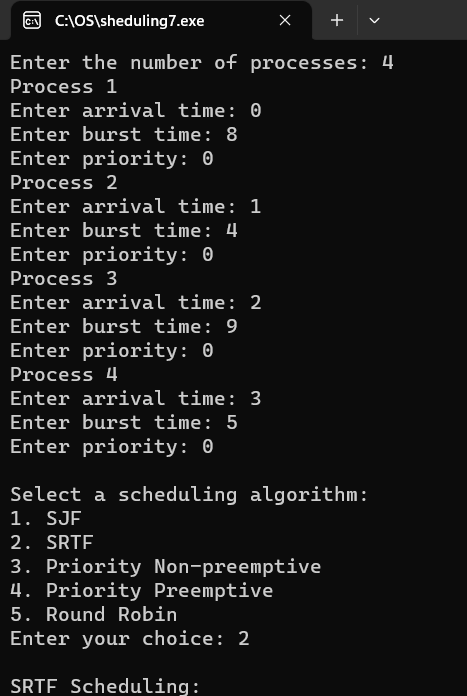 C:\OS\sheduling7.exe
Enter the number of processes: 4
Process 1
Enter arrival time: 0
Enter burst time: 8
Enter priority: 0
Process 2
Enter arrival time: 1
Enter burst time: 4
Enter priority: 0
Process 3
Enter arrival time: 2
Enter burst time: 9
Enter priority: 0
Process 4
Enter arrival time: 3
Enter burst time: 5
Enter priority: 0

Select a scheduling algorithm:
1. SJF
2. SRTF
3. Priority Non-preemptive
4. Priority Preemptive
5. Round Robin
Enter your choice: 2

SRTF Scheduling: